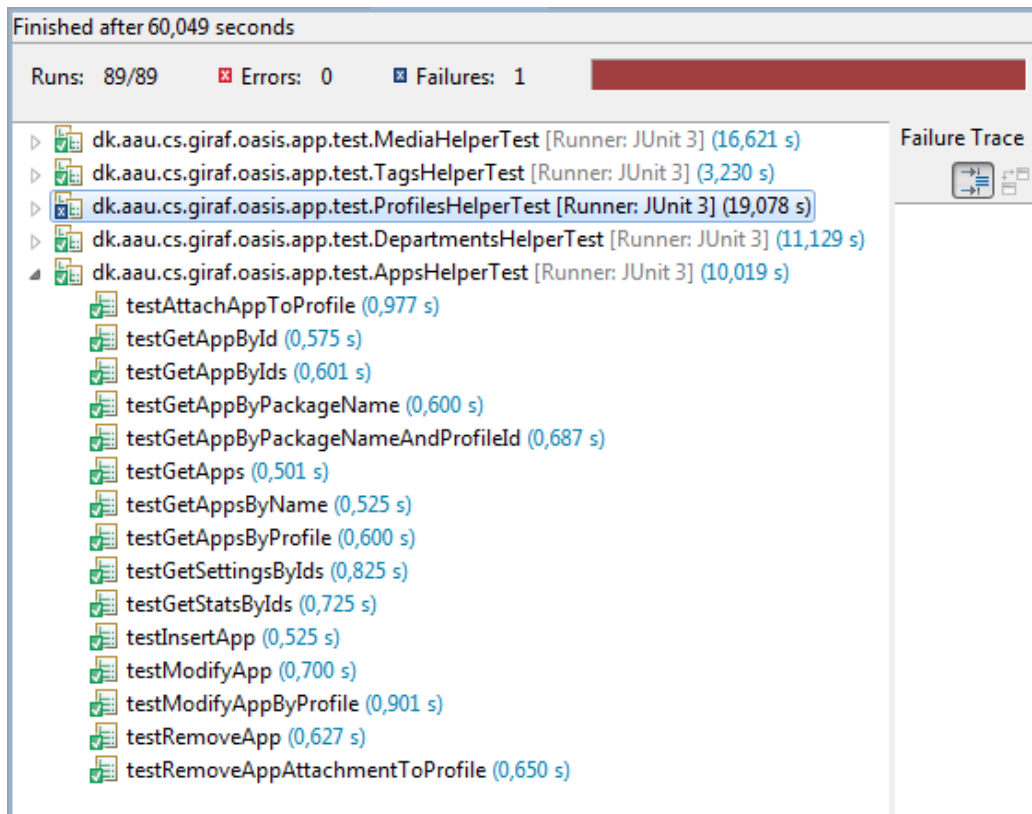 Finished after 60,049 seconds
Runs: 89/89 Errors: 0 Failures: 1
dk.aau.cs.giraf.oasis.app.test.MediaHelperTest [Runner: JUnit 3] (16,621 s)
Failure Trace
dk.aau.cs.giraf.oasis.app.test.TagsHelperTest [Runner: JUnit 3] (3,230 s)
dk.aau.cs.giraf.oasis.app.test.ProfilesHelperTest [Runner: JUnit 3] (19,078 s)
dk.aau.cs.giraf.oasis.app.test.DepartmentsHelperTest [Runner: JUnit 3] (11,129 s)
dk.aau.cs.giraf.oasis.app.test.AppsHelperTest [Runner: JUnit 3] (10,019 s)
testAttachAppToProfile (0,977 s)
testGetAppById (0,575 s)
testGetAppByIds (0,601 s)
testGetAppByPackageName (0,600 s)
testGetAppByPackageNameAndProfileId (0,687 s)
testGetApps (0,501 s)
testGetAppsByName (0,525 s)
testGetAppsByProfile (0,600 s)
testGetSettingsByIds (0,825 s)
testGetStatsByIds (0,725 s)
testInsertApp (0,525 s)
testModifyApp (0,700 s)
testModifyAppByProfile (0,901 s)
testRemoveApp (0,627 s)
testRemoveAppAttachmentToProfile (0,650 s)